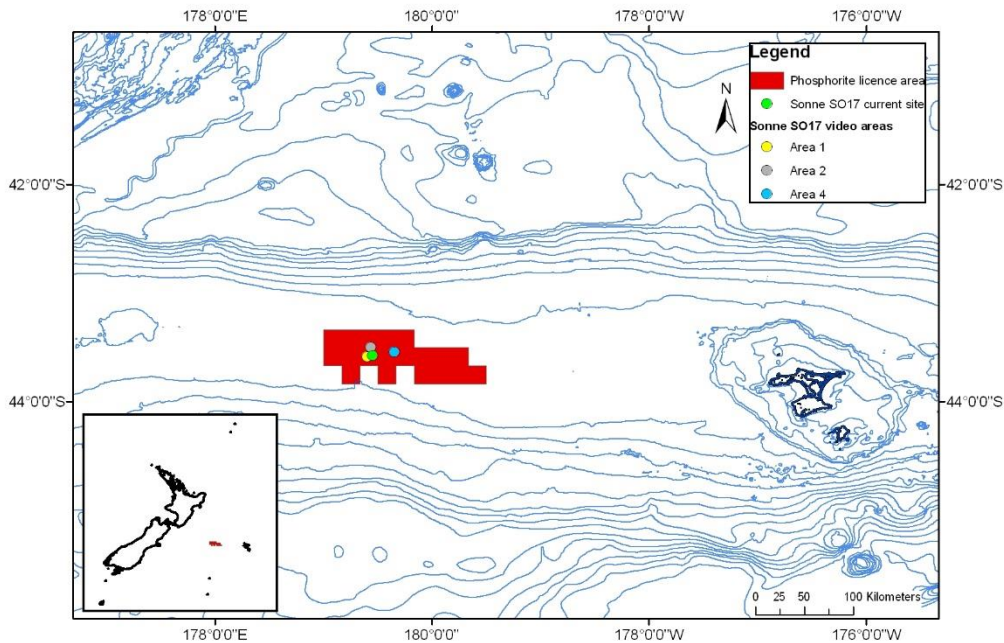 178°0'0"E 180°0'0" 178°0'0"W 176°0'0"W
Legend
Phosphorite licence area
Sonne SO17 current site
Sonne SO17 video areas
Area 1
Area 2
Area 4
N
42°0'0"S 42°0'0"S
44°0'0"S 44°0'0"S
0 25 50 100 Kilometers
178°0'0"E 180°0'0" 178°0'0"W 176°0'0"W